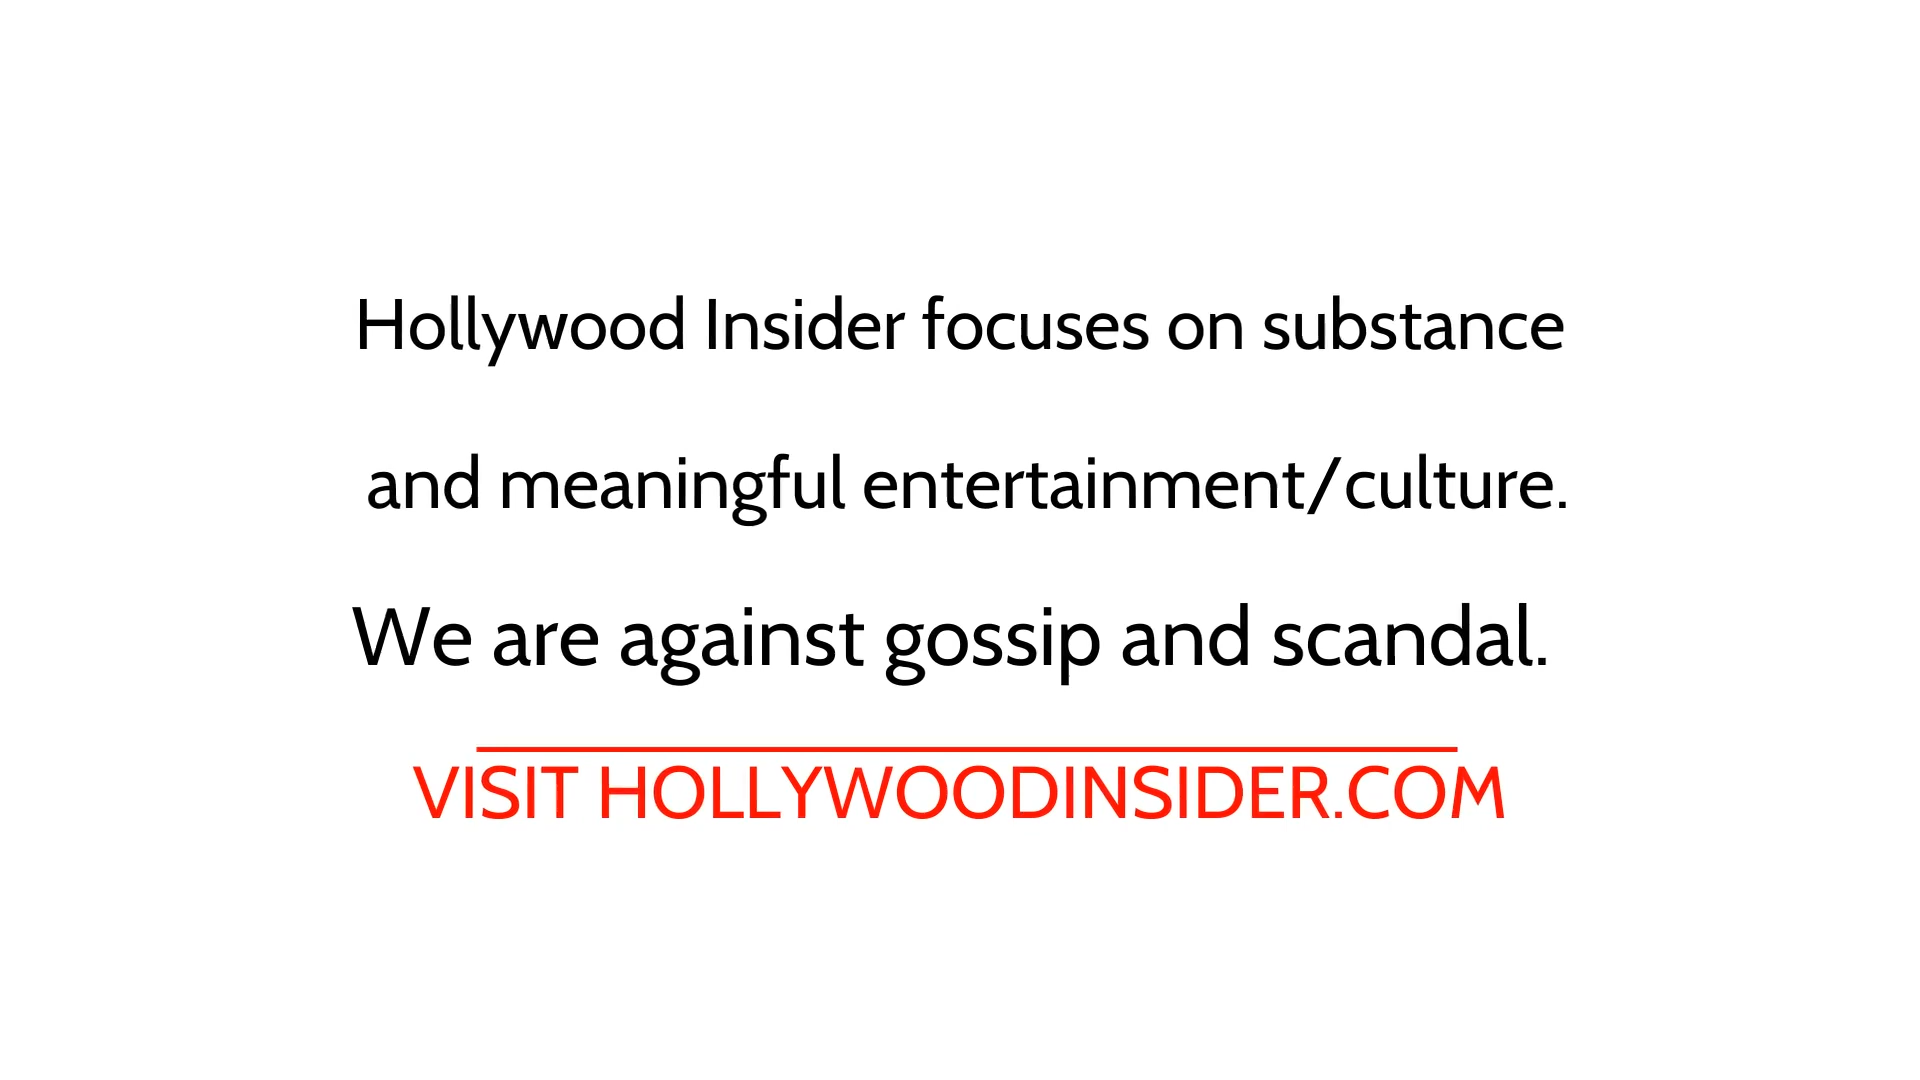 Hollywood Insider focuses on substance
and meaningful entertainment/culture.
We are against gossip and scandal.
VISIT HOLLYWOODINSIDER.COM